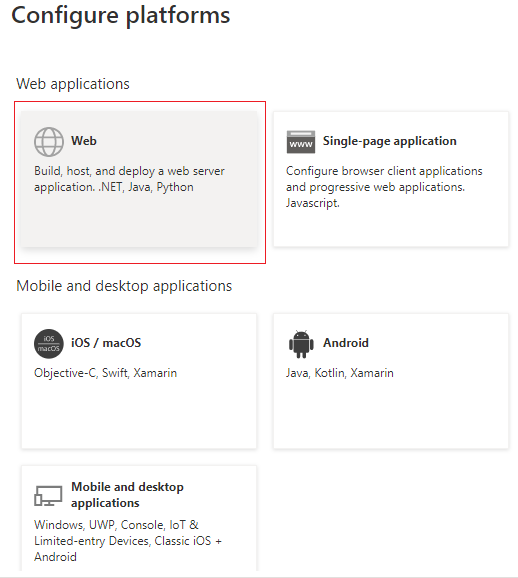 Configure platforms
Web applications
Web
Build, host, and deploy a web server
application. .NET, Java, Python
www
Single-page application
Configure browser client applications
and progressive web applications.
Javascript.
Mobile and desktop applications
iOS
macOS
iOS / macOS
Objective-C, Swift, Xamarin
Android
Java, Kotlin, Xamarin
Mobile and desktop
applications
Windows, UWP, Console, IoT &
Limited-entry Devices, Classic iOS +
Android